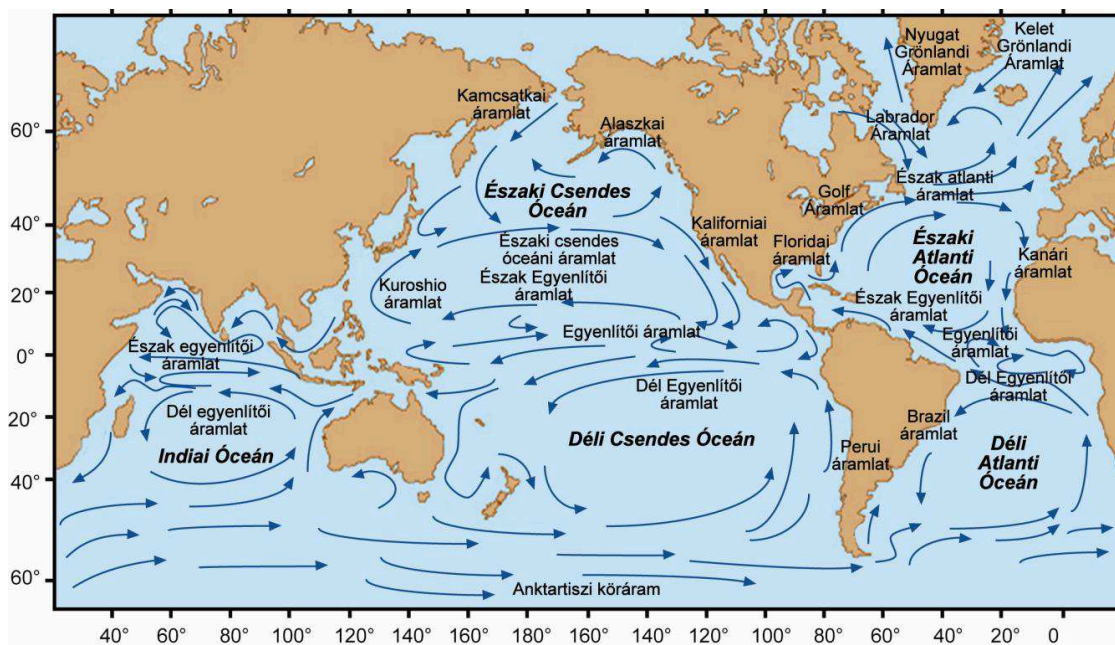 Nyugat
Grönlandi
Áramlat
Kelet
Grönlandi
Áramlat
Kamcsatkai
áramlat
Alaszkai
áramlat
Labrador
Áramlat
Északi Csendes
Óceán
Észak atlanti
áramlat
Golf
Áramlat
Kaliforniai
áramlat
Floridai
áramlat
Északi
Atlanti
Óceán
Kanári
áramlat
Északi csendes
óceáni áramlat
Kuroshio
áramlat
Észak Egyenlítői
áramlat
Észak Egyenlítői
áramlat
Észak egyenlítői
áramlat
Egyenlítői áramlat
Egyenlítői
áramlat
Dél Egyenlítői
áramlat
Dél Egyenlítői
áramlat
Dél egyenlítői
áramlat
Indiai Óceán
Déli Csendes Óceán
Perui
áramlat
Brazil
áramlat
Déli
Atlanti
Óceán
Anktartiszi köráram
60°
40°
20°
0°
20°
40°
60°
40° 60° 80° 100° 120° 140° 160° 180° 160° 140° 120° 100° 80° 60° 40° 20° 0